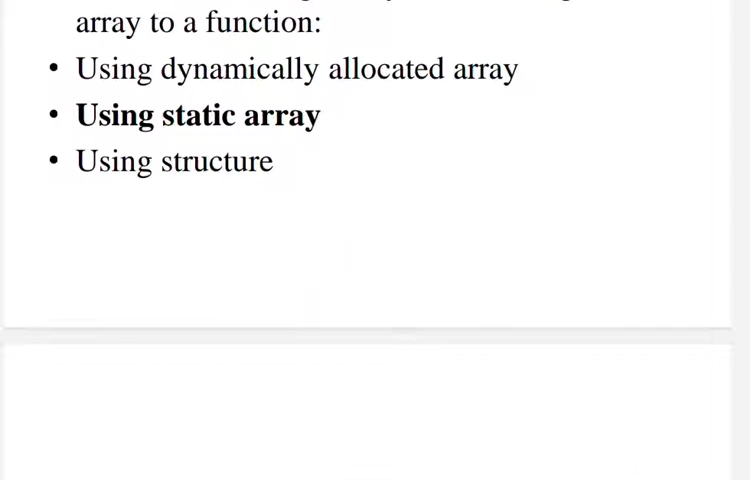 array to a function:
• Using dynamically allocated array
• Using static array
• Using structure